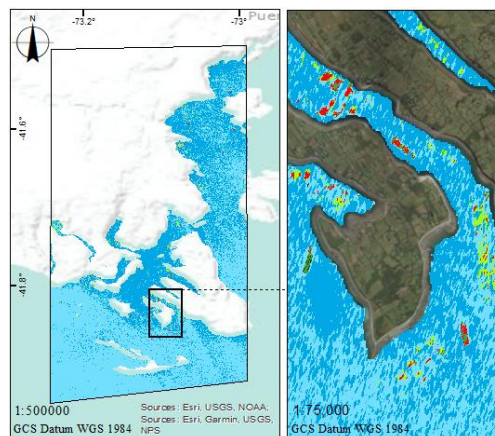 -73.2°
-73°
Puer
N
-41.6°
-41.8°
1:500000
GCS Datum WGS 1984
Sources: Esri, USGS, NOAA;
Sources: Esri, Garmin, USGS,
NPS
1:75,000
GCS Datum WGS 1984